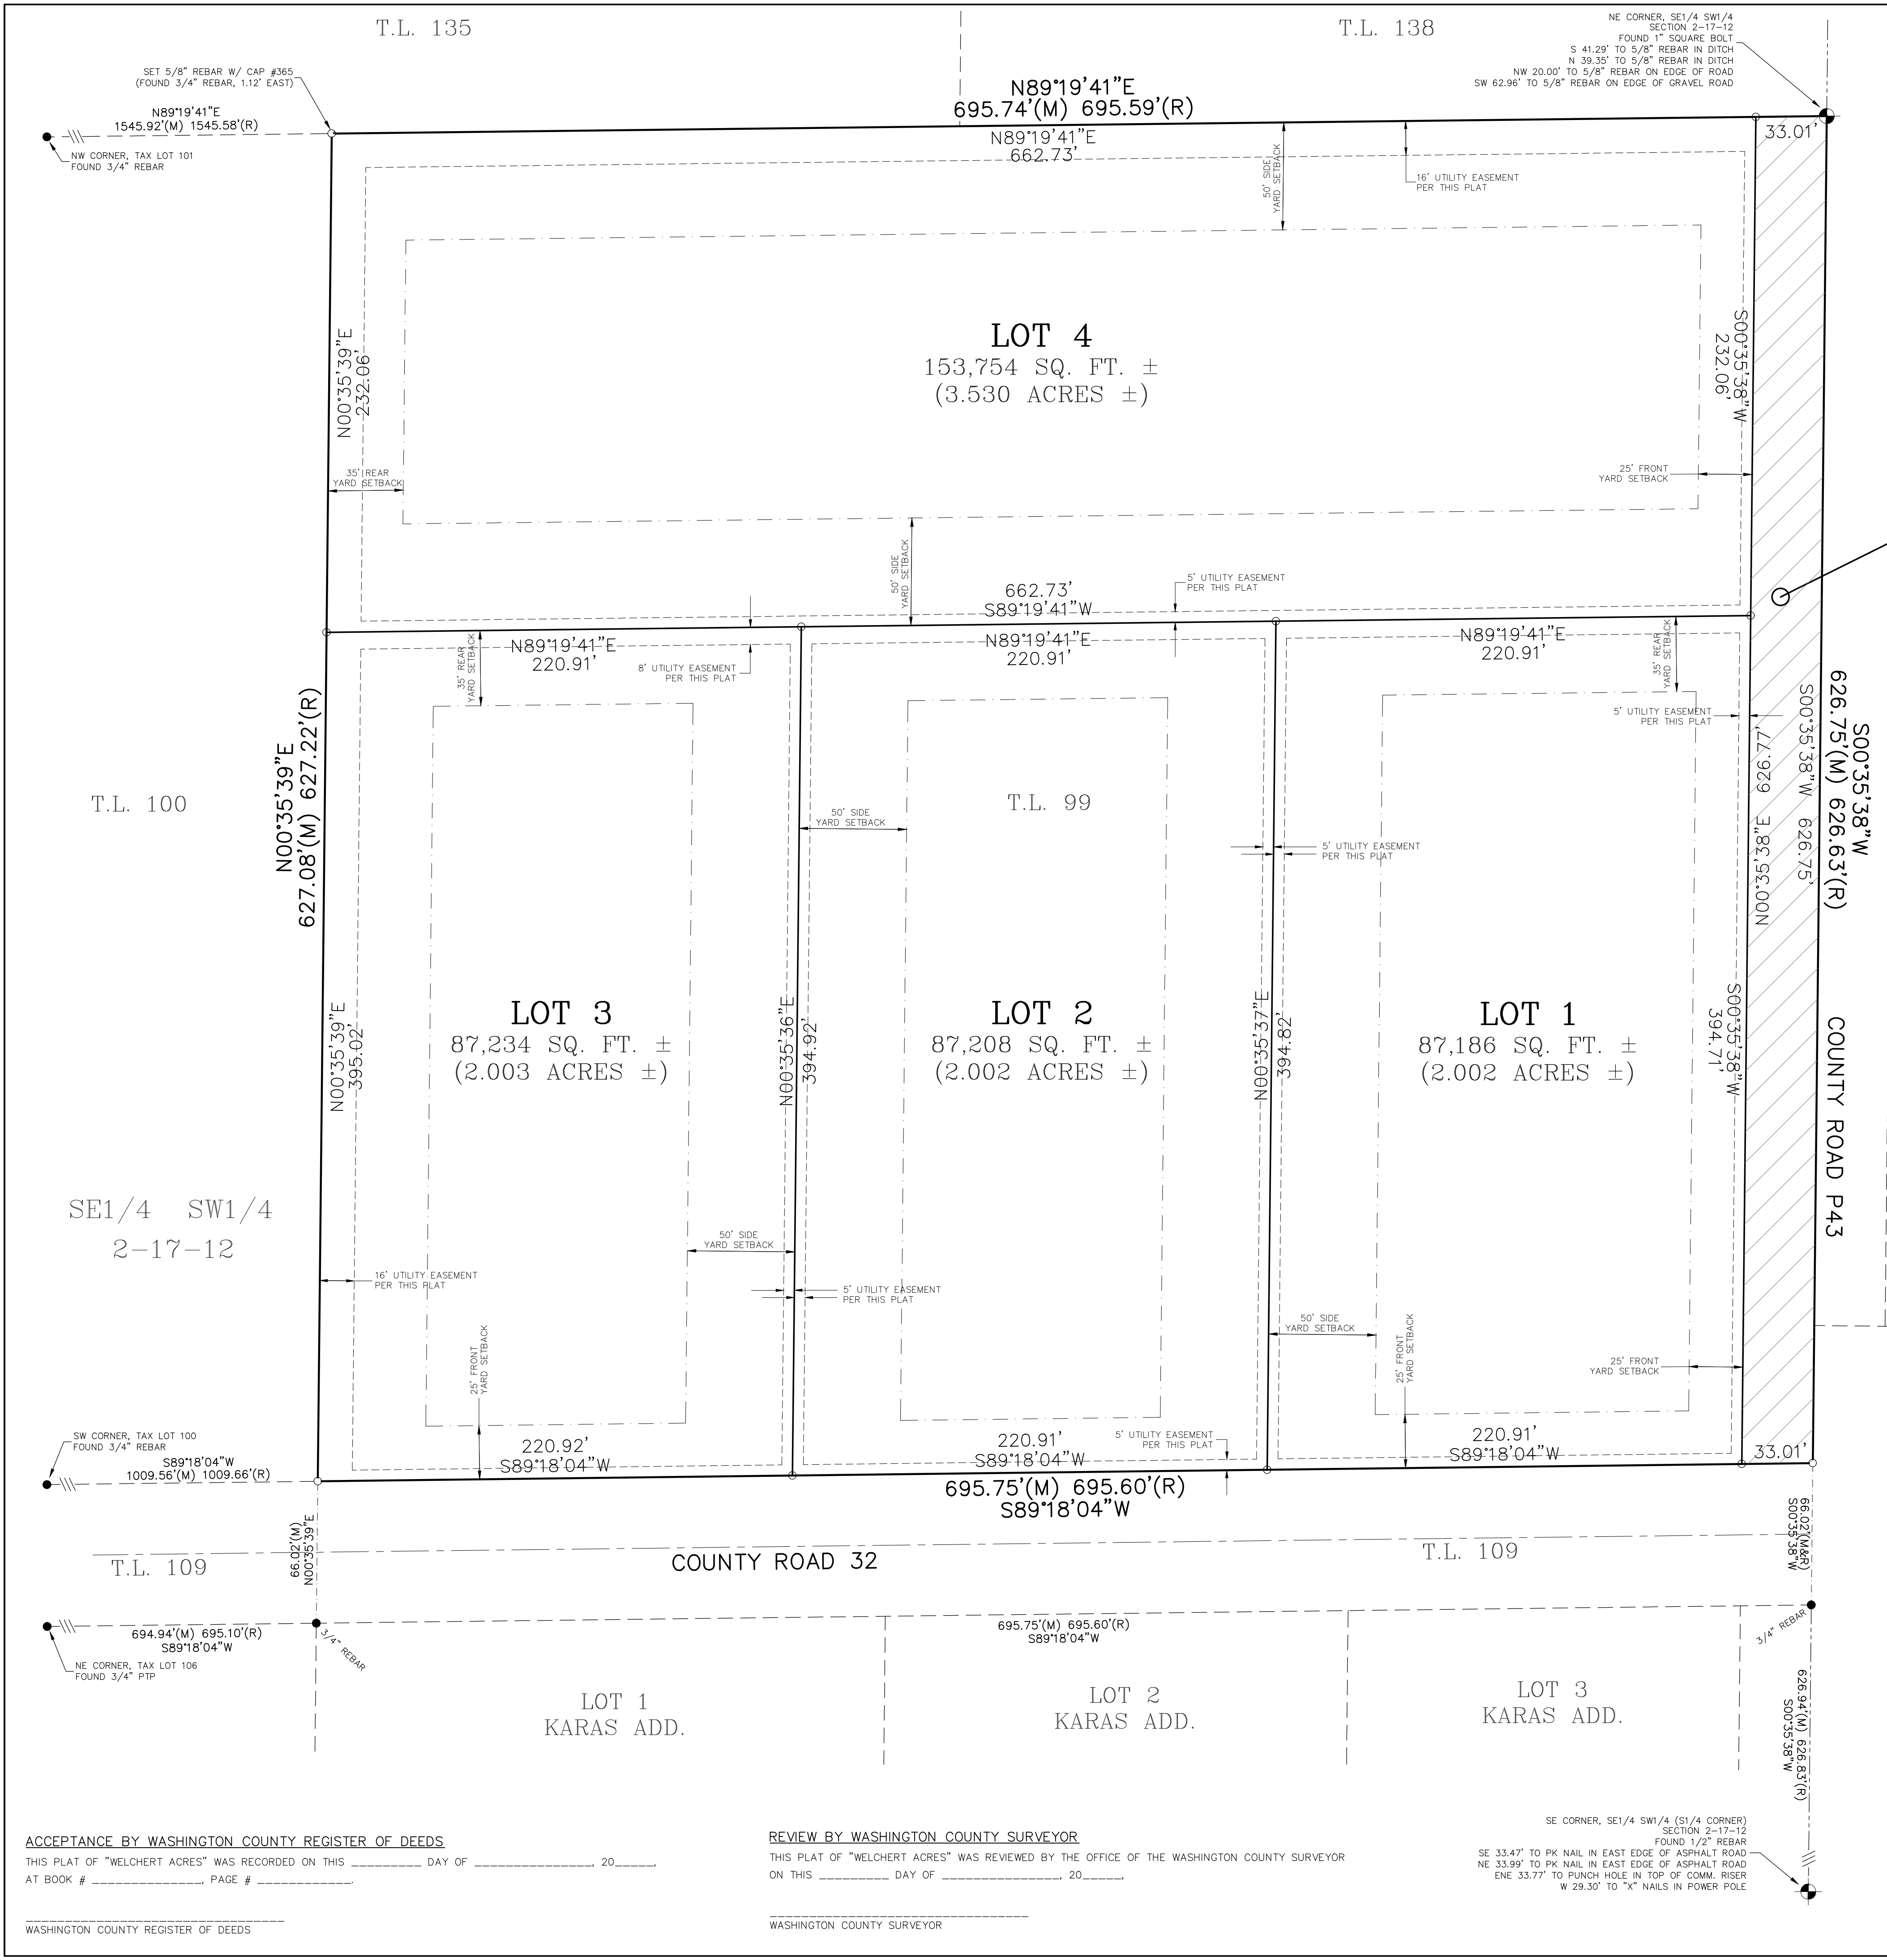 T.L. 135
T.L. 138
NE CORNER, SE1/4 SW1/4
SECTION 2-17-12
FOUND 1" SQUARE BOLT
S 41.29' TO 5/8" REBAR IN DITCH
N 39.35' TO 5/8" REBAR IN DITCH
NW 20.00' TO 5/8" REBAR ON EDGE OF ROAD
SW 62.96' TO 5/8" REBAR ON EDGE OF GRAVEL ROAD
SET 5/8" REBAR W/ CAP #365
(FOUND 3/4" REBAR, 1.12' EAST)
N89°19'41"E
1545.92'(M) 1545.58'(R)
NW CORNER, TAX LOT 101
FOUND 3/4" REBAR
N89°19'41"E
695.74'(M) 695.59'(R)
N89°19'41"E
662.73'
33.01'
50' SIDE
YARD SETBACK
16' UTILITY EASEMENT
PER THIS PLAT
LOT 4
153,754 SQ. FT. ±
(3.530 ACRES ±)
N00°35'39"E
232.06'
S00°35'38"W
232.06'
35' REAR
YARD SETBACK
25' FRONT
YARD SETBACK
50' SIDE
YARD SETBACK
662.73'
S89°19'41"W
5' UTILITY EASEMENT
PER THIS PLAT
N89°19'41"E
220.91'
N89°19'41"E
220.91'
N89°19'41"E
220.91'
35' REAR
YARD SETBACK
8' UTILITY EASEMENT
PER THIS PLAT
35' REAR
YARD SETBACK
5' UTILITY EASEMENT
PER THIS PLAT
N00°35'39"E
627.08'(M) 627.22'(R)
N00°35'38"E 626.77'
S00°35'38"W 626.75'
626.75'(M) 626.63'(R)
S00°35'38"W
T.L. 100
T.L. 99
50' SIDE
YARD SETBACK
5' UTILITY EASEMENT
PER THIS PLAT
LOT 3
87,234 SQ. FT. ±
(2.003 ACRES ±)
LOT 2
87,208 SQ. FT. ±
(2.002 ACRES ±)
LOT 1
87,186 SQ. FT. ±
(2.002 ACRES ±)
N00°35'39"E
395.02'
N00°35'36"E
394.92'
N00°35'37"E
394.82'
S00°35'38"W
394.71'
COUNTY ROAD P43
SE1/4 SW1/4
2-17-12
50' SIDE
YARD SETBACK
16' UTILITY EASEMENT
PER THIS PLAT
5' UTILITY EASEMENT
PER THIS PLAT
50' SIDE
YARD SETBACK
25' FRONT
YARD SETBACK
25' FRONT
YARD SETBACK
25' FRONT
YARD SETBACK
SW CORNER, TAX LOT 100
FOUND 3/4" REBAR
S89°18'04"W
1009.56'(M) 1009.66'(R)
220.92'
S89°18'04"W
220.91'
S89°18'04"W
5' UTILITY EASEMENT
PER THIS PLAT
220.91'
S89°18'04"W
33.01'
695.75'(M) 695.60'(R)
S89°18'04"W
66.02'(M)
N00°35'39"E
66.02'(M&R)
S00°35'38"W
T.L. 109
COUNTY ROAD 32
T.L. 109
694.94'(M) 695.10'(R)
S89°18'04"W
3/4" REBAR
695.75'(M) 695.60'(R)
S89°18'04"W
3/4" REBAR
NE CORNER, TAX LOT 106
FOUND 3/4" PTP
LOT 1
KARAS ADD.
LOT 2
KARAS ADD.
LOT 3
KARAS ADD.
626.94'(M) 626.83'(R)
S00°35'38"W
ACCEPTANCE BY WASHINGTON COUNTY REGISTER OF DEEDS
THIS PLAT OF "WELCHERT ACRES" WAS RECORDED ON THIS _________ DAY OF _______________, 20_____,
AT BOOK # ______________, PAGE # ____________.
WASHINGTON COUNTY REGISTER OF DEEDS
REVIEW BY WASHINGTON COUNTY SURVEYOR
THIS PLAT OF "WELCHERT ACRES" WAS REVIEWED BY THE OFFICE OF THE WASHINGTON COUNTY SURVEYOR
ON THIS _________ DAY OF _______________, 20_____,
WASHINGTON COUNTY SURVEYOR
SE CORNER, SE1/4 SW1/4 (S1/4 CORNER)
SECTION 2-17-12
FOUND 1/2" REBAR
SE 33.47' TO PK NAIL IN EAST EDGE OF ASPHALT ROAD
NE 33.99' TO PK NAIL IN EAST EDGE OF ASPHALT ROAD
ENE 33.77' TO PUNCH HOLE IN TOP OF COMM. RISER
W 29.30' TO "X" NAILS IN POWER POLE